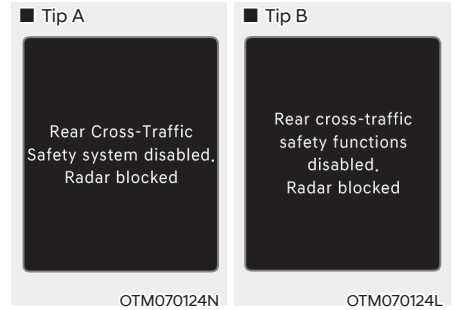 ■ Tip A
Rear Cross-Traffic
Safety system disabled.
Radar blocked
OTM070124N
■ Tip B
Rear cross-traffic
safety functions
disabled.
Radar blocked
OTM070124L